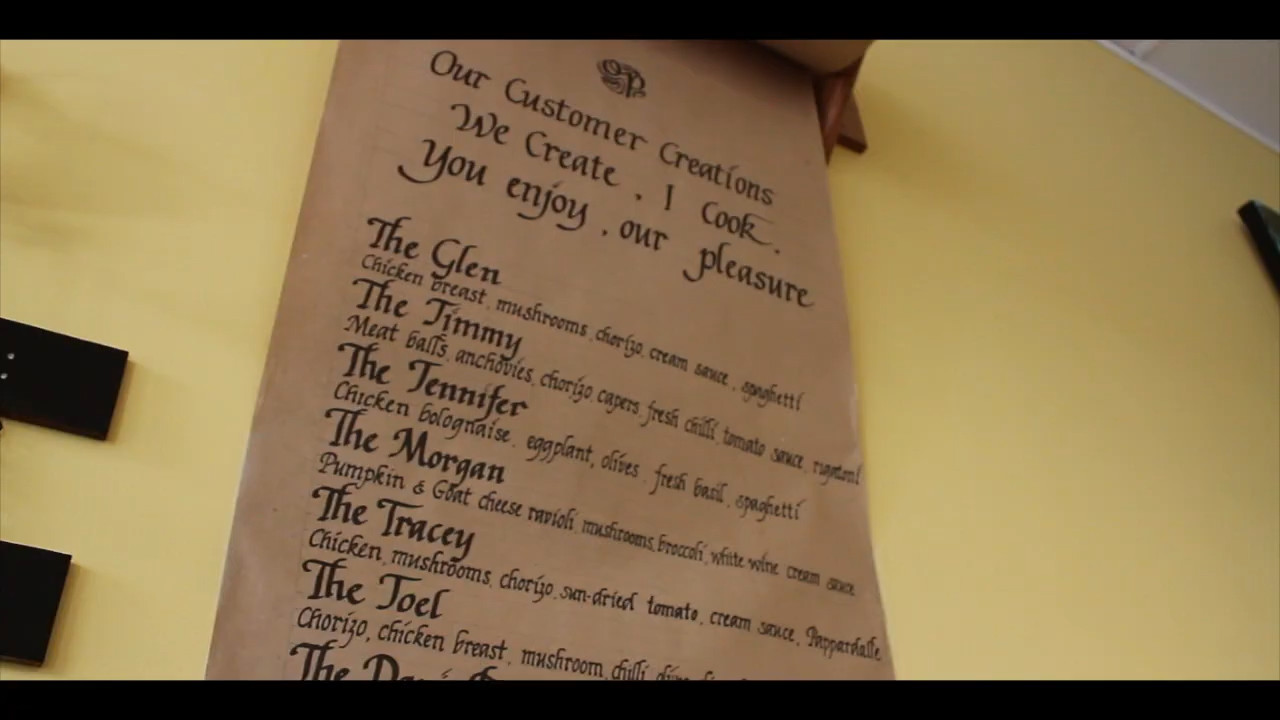 Our Customer Creations
We Create, I Cook.
You enjoy, our pleasure
The Glen
Chicken breast, mushrooms, chorizo, cream sauce, spaghetti
The Timmy
Meat balls, anchovies, chorizo, capers, fresh chilli, tomato sauce, rigatoni
The Jennifer
Chicken bolognaise, eggplant, olives, fresh basil, spaghetti
The Morgan
Pumpkin & Goat cheese ravioli, mushrooms, broccoli, white wine cream sauce
The Tracey
Chicken, mushrooms, chorizo, sun-dried tomato, cream sauce, Pappardalle
The Joel
Chorizo, chicken breast, mushroom, chilli,
The